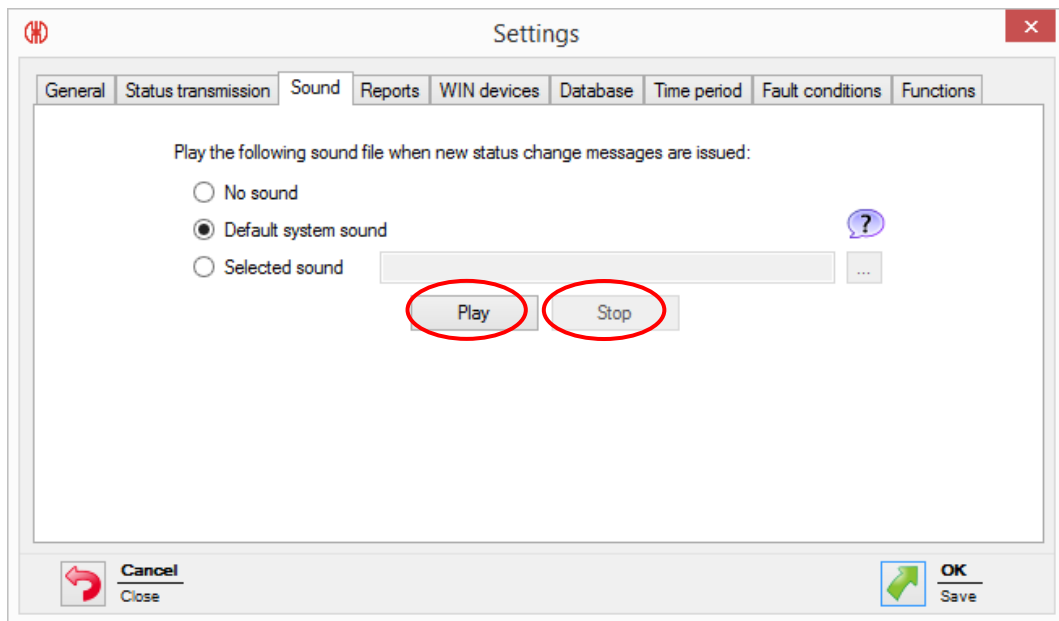 Settings
General Status transmission Sound Reports WIN devices Database Time period Fault conditions Functions
Play the following sound file when new status change messages are issued:
No sound
Default system sound
?
Selected sound ...
Play Stop
Cancel OK
Close Save